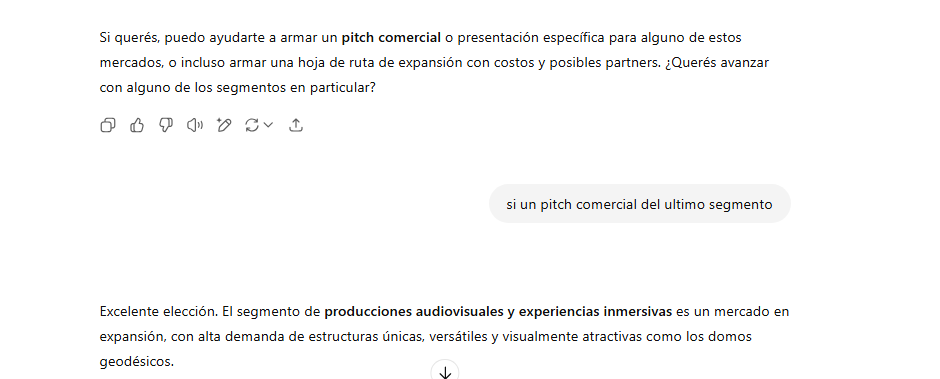 Si querés, puedo ayudarte a armar un pitch comercial o presentación específica para alguno de estos
mercados, o incluso armar una hoja de ruta de expansión con costos y posibles partners. ¿Querés avanzar
con alguno de los segmentos en particular?
si un pitch comercial del ultimo segmento
Excelente elección. El segmento de producciones audiovisuales y experiencias inmersivas es un mercado en
expansión, con alta demanda de estructuras únicas, versátiles y visualmente atractivas como los domos
geodésicos.